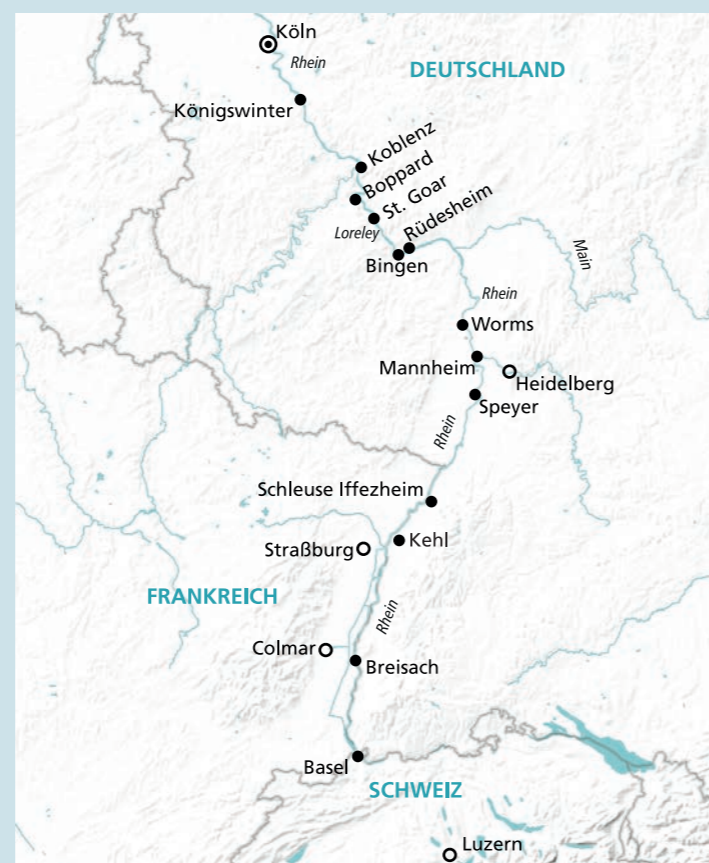 Köln
Rhein
DEUTSCHLAND
Königswinter
Koblenz
Boppard
St. Goar
Rüdesheim
Loreley
Bingen
Main
Rhein
Worms
Mannheim
Heidelberg
Speyer
Rhein
Schleuse Iffezheim
Straßburg
Kehl
FRANKREICH
Rhein
Colmar
Breisach
Basel
SCHWEIZ
Luzern